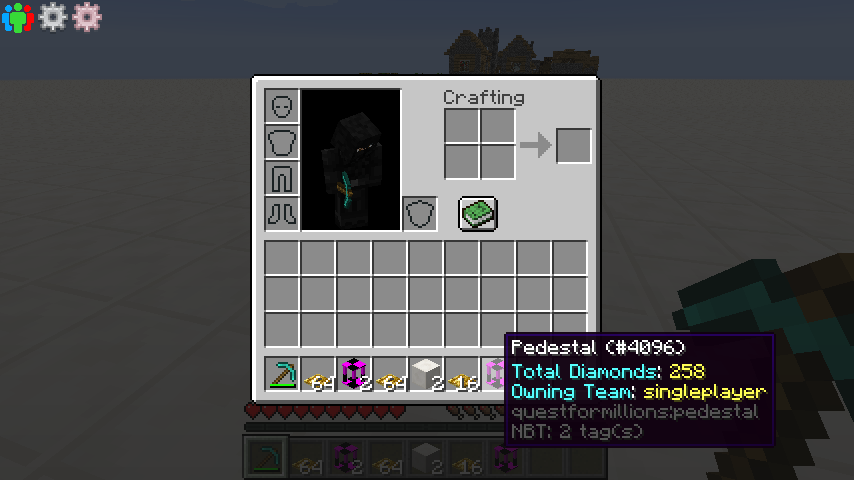 Crafting
64
2
64
2
16
Pedestal (#4096)
Total Diamonds: 258
Owning Team: singleplayer
questformillions:pedestal
NBT: 2 tag(s)
64
2
64
2
16